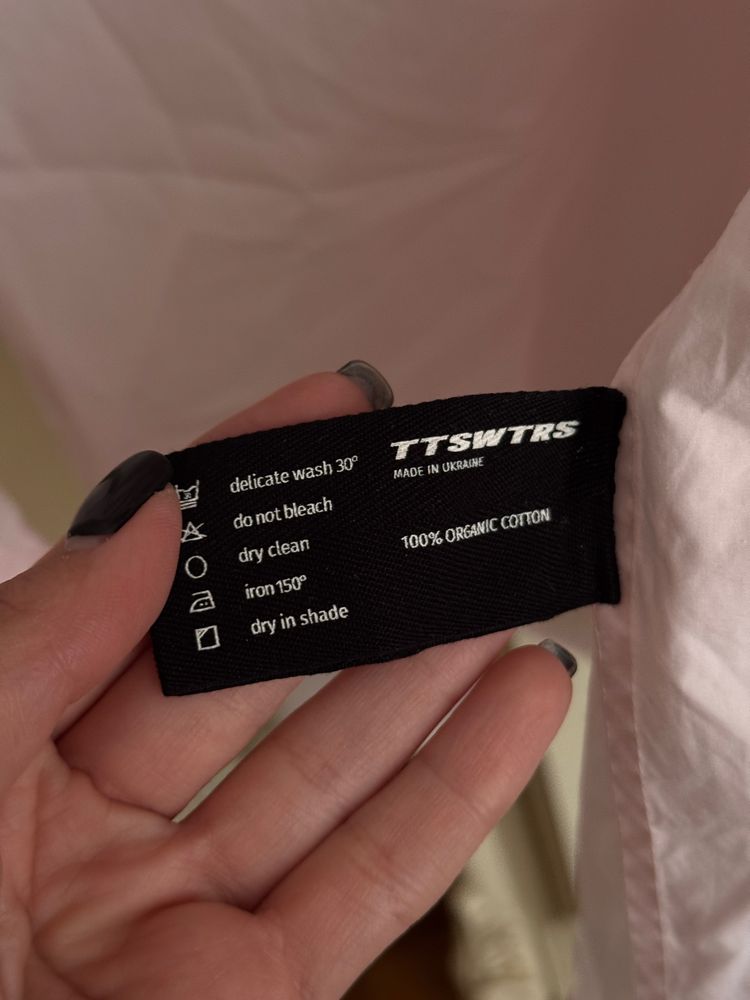 delicate wash 30°
do not bleach
dry clean
iron 150°
dry in shade
TTSWTRS
MADE IN UKRAINE
100% ORGANIC COTTON